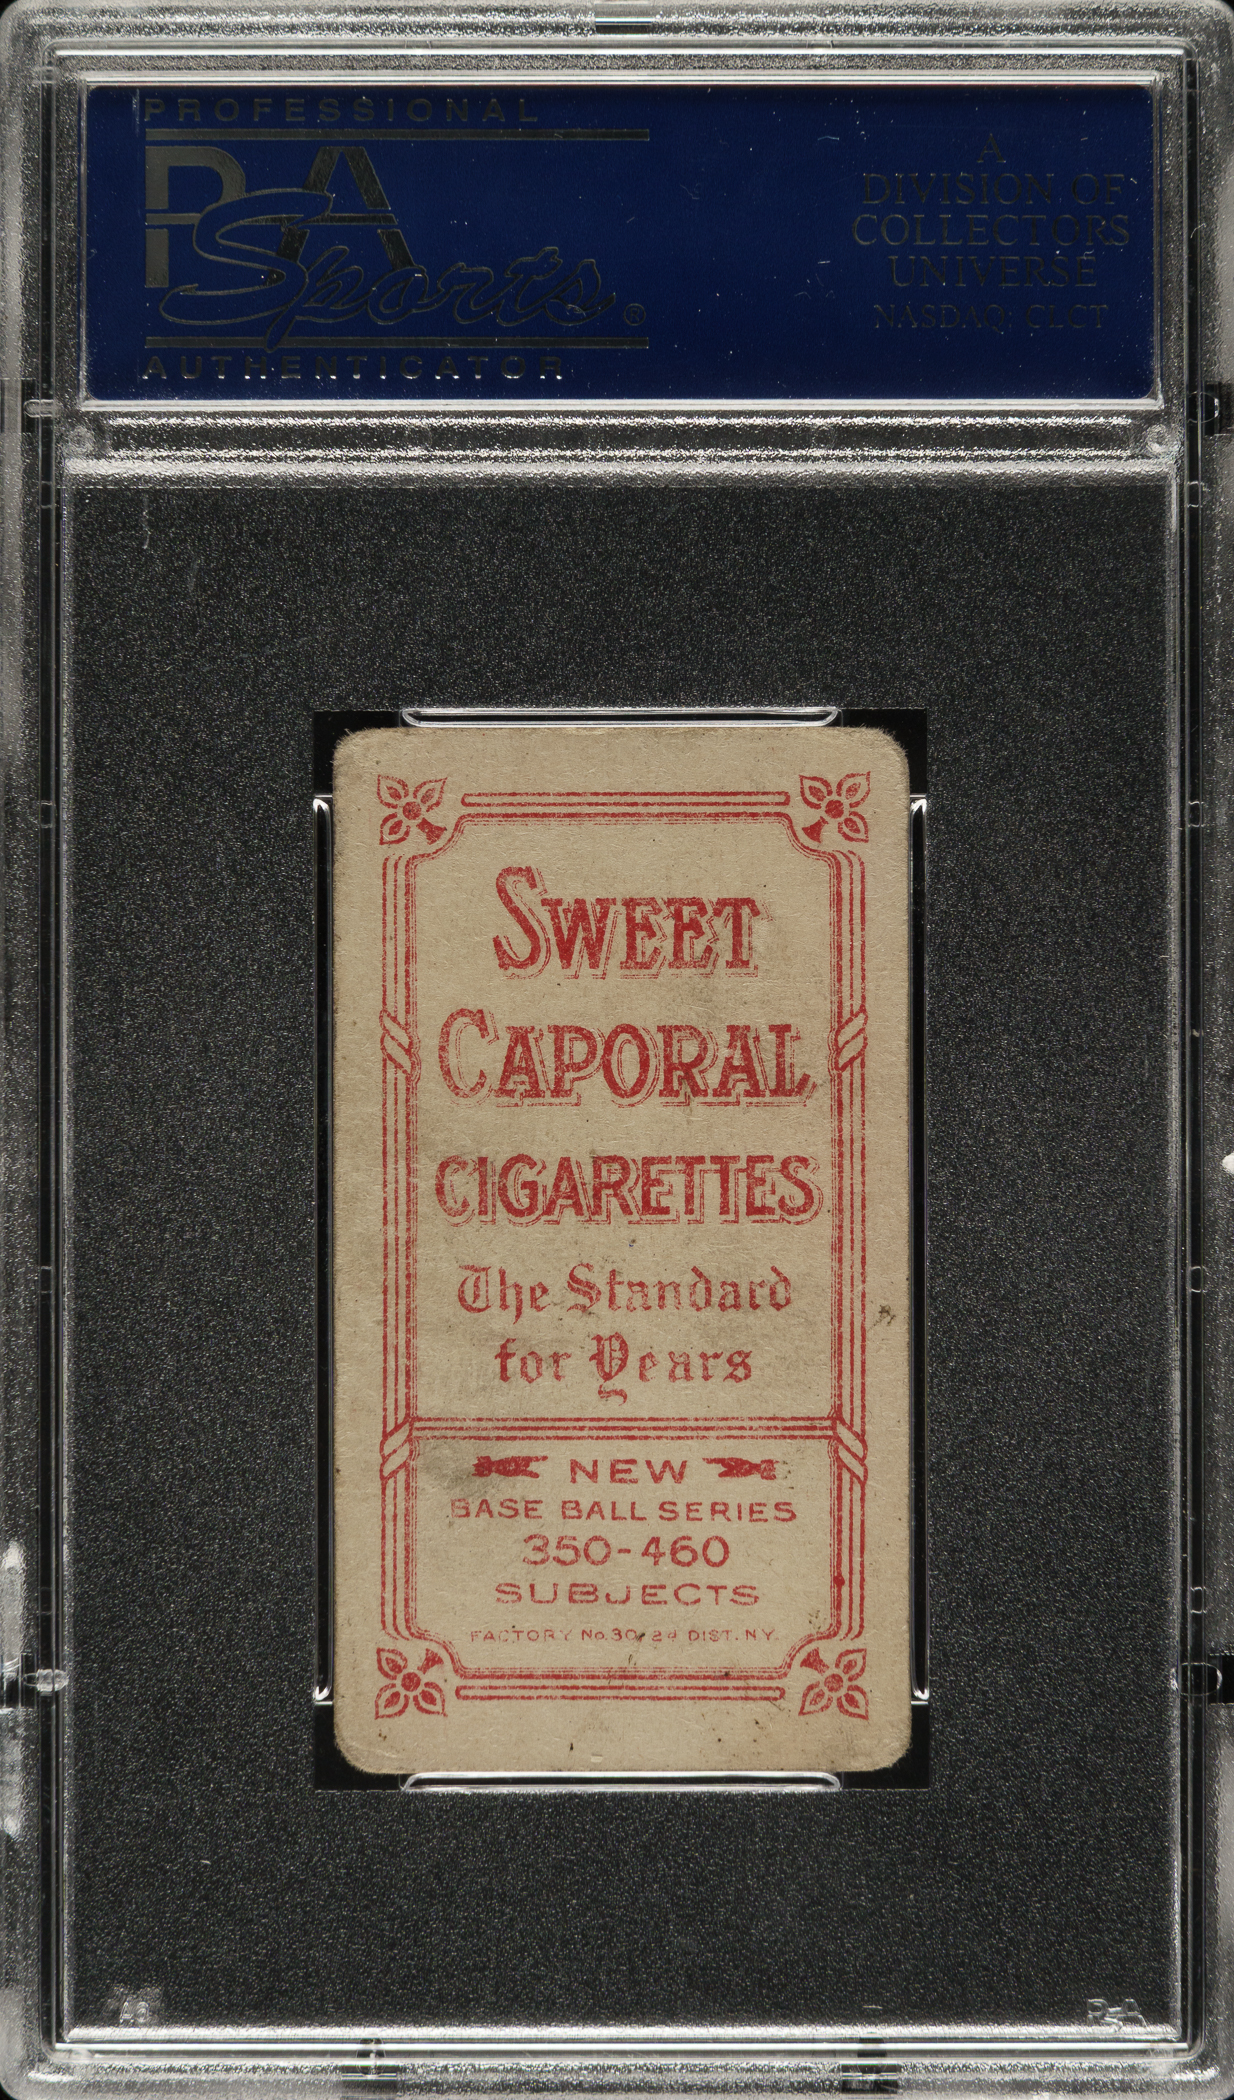 PROFESSIONAL
PSA
Sports ®
AUTHENTICATOR
A
DIVISION OF
COLLECTORS
UNIVERSE
NASDAQ: CLCT
SWEET
CAPORAL
CIGARETTES
The Standard
for Years
NEW
BASE BALL SERIES
350-460
SUBJECTS
FACTORY No. 30, 2d DIST. N.Y.
PSA